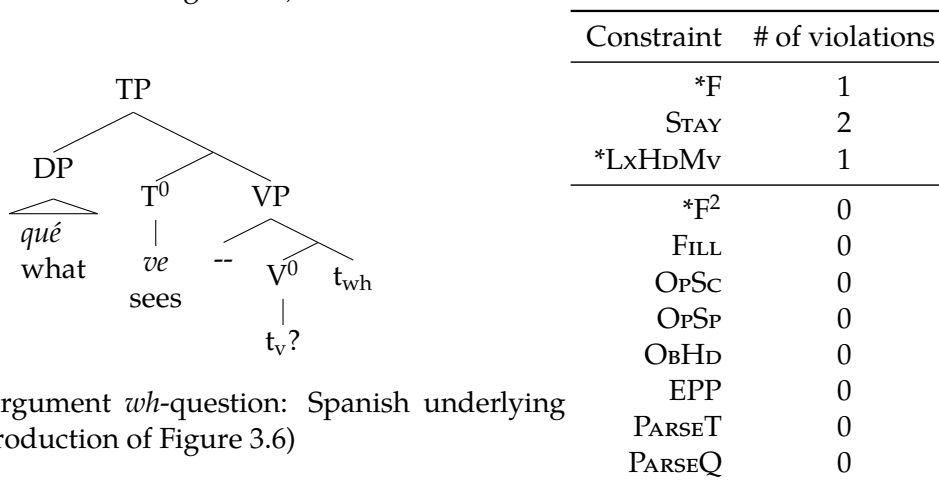 TP
DP
T⁰
VP
qué
what
ve
sees
--
V⁰
t_wh
t_v?
rgument wh-question: Spanish underlying
roduction of Figure 3.6)
Constraint # of violations
*F 1
STAY 2
*LxHDMv 1
*F² 0
FILL 0
OPSC 0
OPSP 0
OBHD 0
EPP 0
PARSET 0
PARSEQ 0